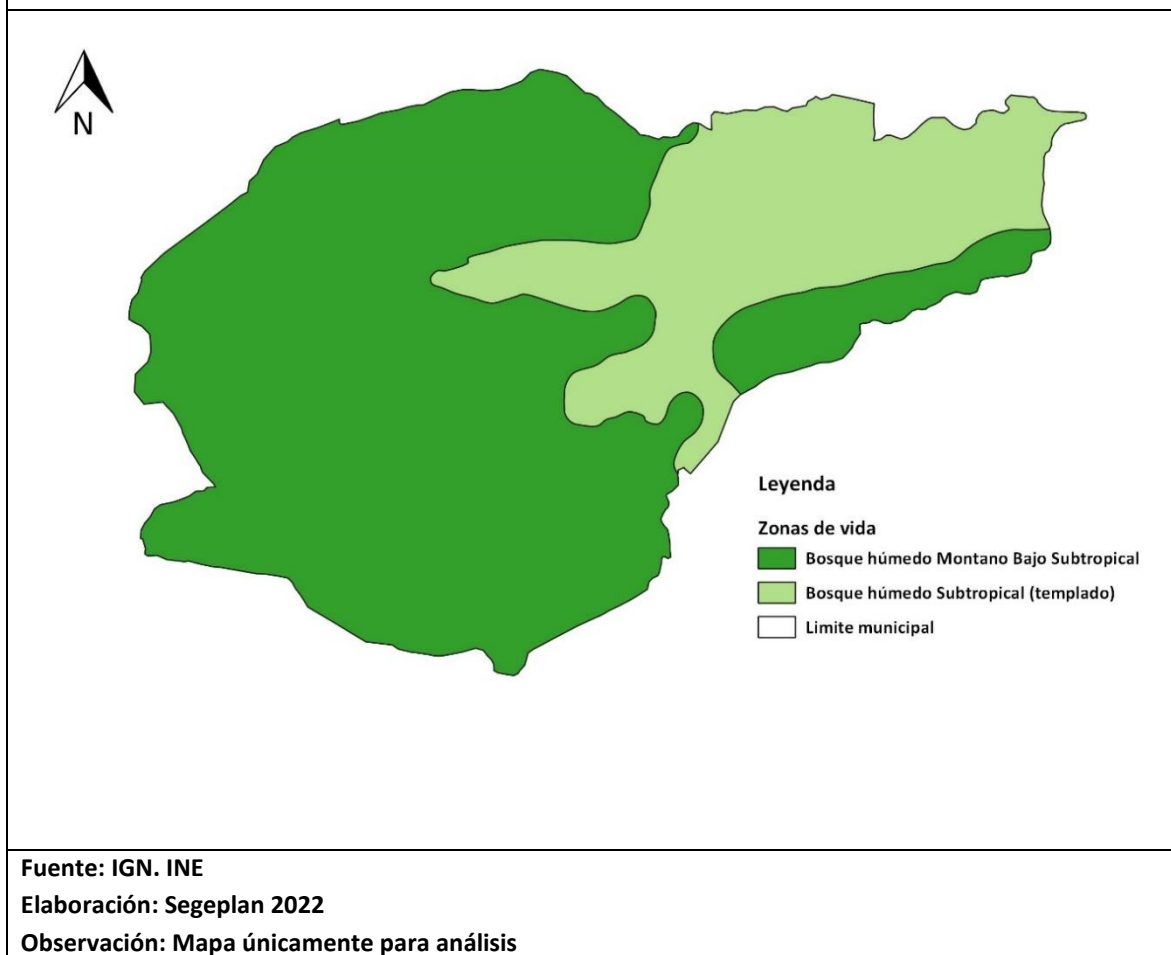 N
Leyenda
Zonas de vida
Bosque húmedo Montano Bajo Subtropical
Bosque húmedo Subtropical (templado)
Limite municipal
Fuente: IGN. INE
Elaboración: Segeplan 2022
Observación: Mapa únicamente para análisis